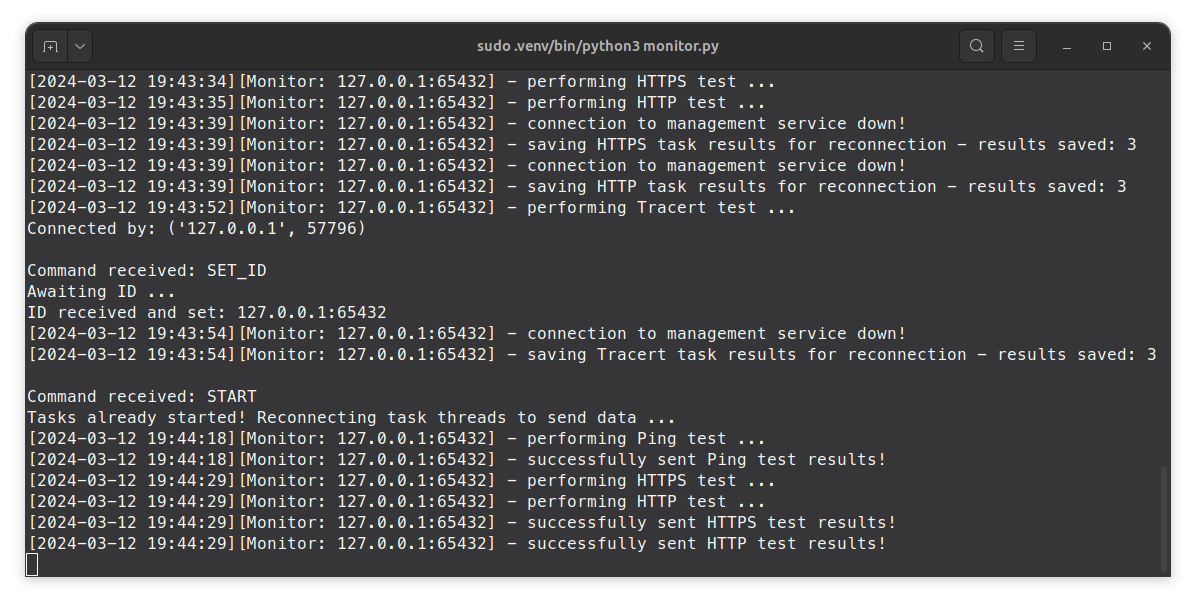 sudo .venv/bin/python3 monitor.py
[2024-03-12 19:43:34][Monitor: 127.0.0.1:65432] - performing HTTPS test ...
[2024-03-12 19:43:35][Monitor: 127.0.0.1:65432] - performing HTTP test ...
[2024-03-12 19:43:39][Monitor: 127.0.0.1:65432] - connection to management service down!
[2024-03-12 19:43:39][Monitor: 127.0.0.1:65432] - saving HTTPS task results for reconnection - results saved: 3
[2024-03-12 19:43:39][Monitor: 127.0.0.1:65432] - connection to management service down!
[2024-03-12 19:43:39][Monitor: 127.0.0.1:65432] - saving HTTP task results for reconnection - results saved: 3
[2024-03-12 19:43:52][Monitor: 127.0.0.1:65432] - performing Tracert test ...
Connected by: ('127.0.0.1', 57796)
Command received: SET_ID
Awaiting ID ...
ID received and set: 127.0.0.1:65432
[2024-03-12 19:43:54][Monitor: 127.0.0.1:65432] - connection to management service down!
[2024-03-12 19:43:54][Monitor: 127.0.0.1:65432] - saving Tracert task results for reconnection - results saved: 3
Command received: START
Tasks already started! Reconnecting task threads to send data ...
[2024-03-12 19:44:18][Monitor: 127.0.0.1:65432] - performing Ping test ...
[2024-03-12 19:44:18][Monitor: 127.0.0.1:65432] - successfully sent Ping test results!
[2024-03-12 19:44:29][Monitor: 127.0.0.1:65432] - performing HTTPS test ...
[2024-03-12 19:44:29][Monitor: 127.0.0.1:65432] - performing HTTP test ...
[2024-03-12 19:44:29][Monitor: 127.0.0.1:65432] - successfully sent HTTPS test results!
[2024-03-12 19:44:29][Monitor: 127.0.0.1:65432] - successfully sent HTTP test results!